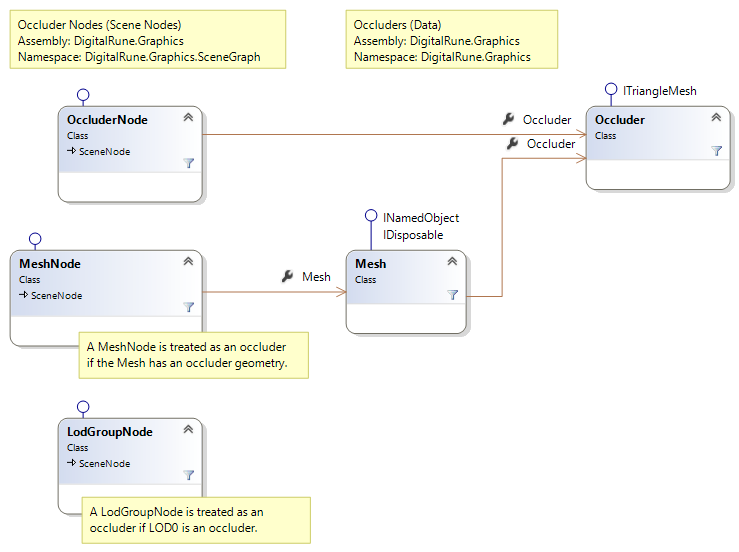 Occluder Nodes (Scene Nodes)
Assembly: DigitalRune.Graphics
Namespace: DigitalRune.Graphics.SceneGraph
Occluders (Data)
Assembly: DigitalRune.Graphics
Namespace: DigitalRune.Graphics
OccluderNode
Class
SceneNode
Occluder
Occluder
ITriangleMesh
Occluder
Class
MeshNode
Class
SceneNode
Mesh
INamedObject
IDisposable
Mesh
Class
A MeshNode is treated as an occluder
if the Mesh has an occluder geometry.
LodGroupNode
Class
SceneNode
A LodGroupNode is treated as an
occluder if LOD0 is an occluder.